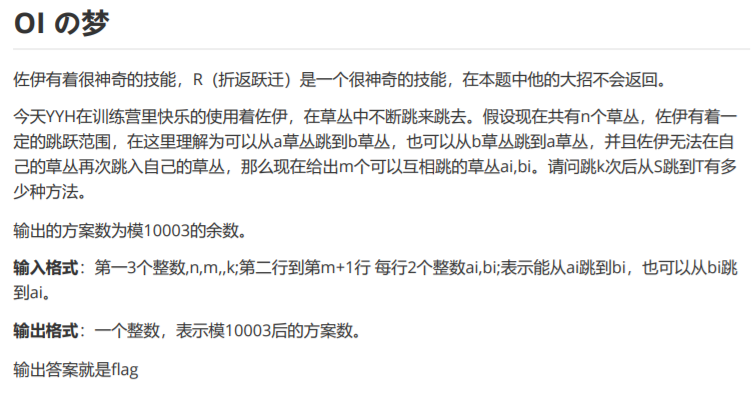 OI の梦
佐伊有着很神奇的技能，R（折返跃迁）是一个很神奇的技能，在本题中他的大招不会返回。
今天YYH在训练营里快乐的使用着佐伊，在草丛中不断跳来跳去。假设现在共有n个草丛，佐伊有着一
定的跳跃范围，在这里理解为可以从a草丛跳到b草丛，也可以从b草丛跳到a草丛，并且佐伊无法在自
己的草丛再次跳入自己的草丛，那么现在给出m个可以互相跳的草丛ai,bi。请问跳k次后从S跳到T有多
少种方法。
输出的方案数为模10003的余数。
输入格式：第一3个整数,n,m,,k;第二行到第m+1行 每行2个整数ai,bi;表示能从ai跳到bi，也可以从bi跳
到ai。
输出格式：一个整数，表示模10003后的方案数。
输出答案就是flag